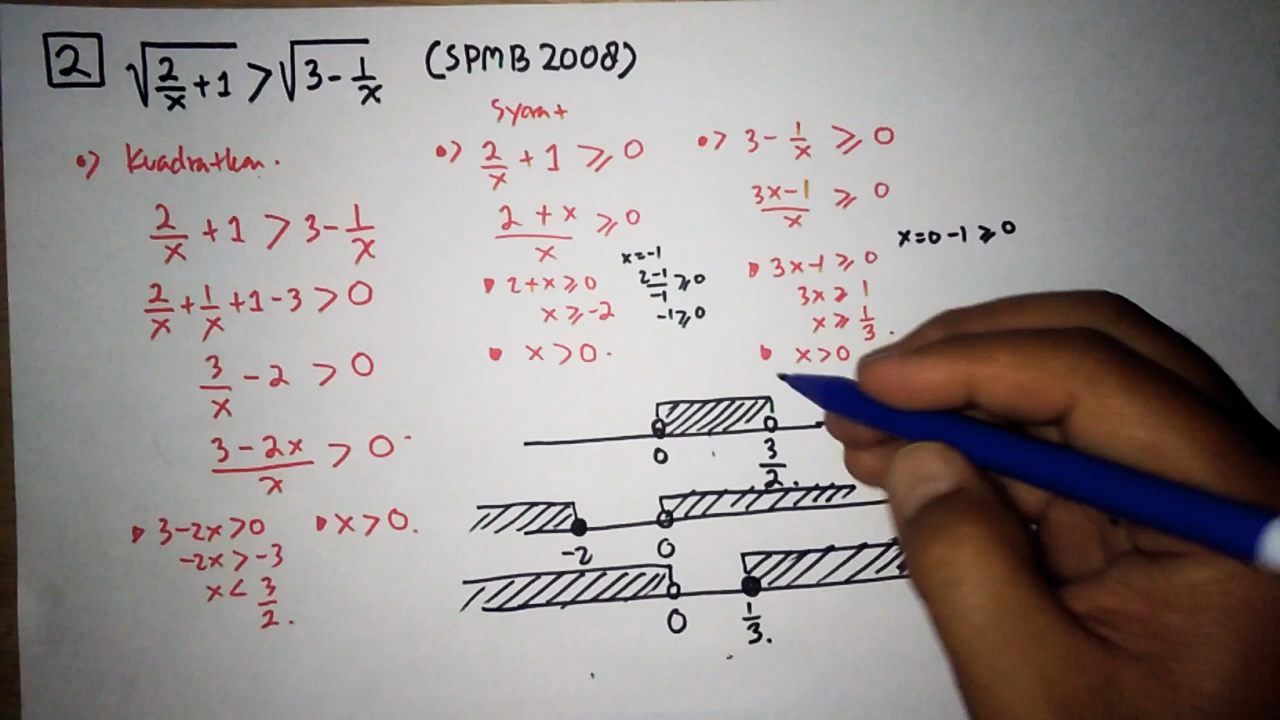 2 √(2/x + 1) > √(3 - 1/x) (SPMB 2008)
•) Kuadratkan.
2/x + 1 > 3 - 1/x
2/x + 1/x + 1 - 3 > 0
3/x - 2 > 0
(3 - 2x)/x > 0
3 - 2x > 0
-2x > -3
x < 3/2.
x > 0.
Syarat
•) 2/x + 1 ⩾ 0
(2 + x)/x ⩾ 0
2 + x ⩾ 0
x ⩾ -2
• x > 0.
x = -1
(2 - 1)/-1 ⩾ 0
-1 ⩾ 0
•) 3 - 1/x ⩾ 0
(3x - 1)/x ⩾ 0
3x - 1 ⩾ 0
3x ⩾ 1
x ⩾ 1/3.
x > 0
x = 0 - 1 ⩾ 0
0 3/2.
-2 0
0 1/3.